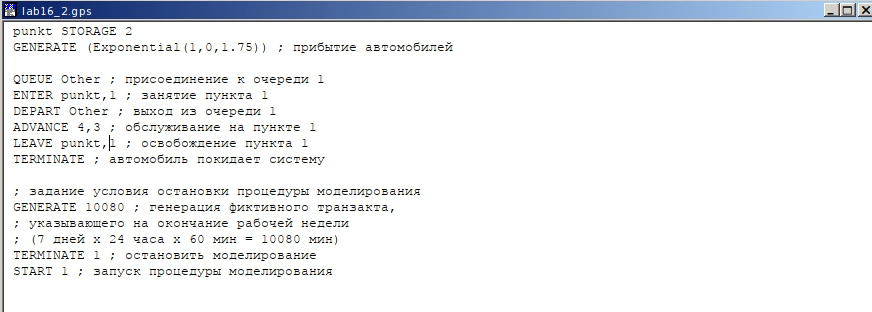 lab16_2.gps
punkt STORAGE 2
GENERATE (Exponential(1,0,1.75)) ; прибытие автомобилей
QUEUE Other ; присоединение к очереди 1
ENTER punkt,1 ; занятие пункта 1
DEPART Other ; выход из очереди 1
ADVANCE 4,3 ; обслуживание на пункте 1
LEAVE punkt,1 ; освобождение пункта 1
TERMINATE ; автомобиль покидает систему
; задание условия остановки процедуры моделирования
GENERATE 10080 ; генерация фиктивного транзакта,
; указывающего на окончание рабочей недели
; (7 дней x 24 часа x 60 мин = 10080 мин)
TERMINATE 1 ; остановить моделирование
START 1 ; запуск процедуры моделирования